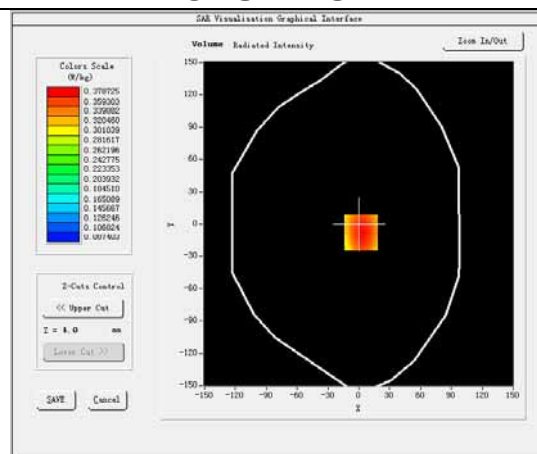 SAR Visualisation Graphical Interface
Volume Radiated Intensity
Zoom In/Out
Colors Scale
(W/kg)
0.378725
0.359303
0.339882
0.320460
0.301039
0.281617
0.262196
0.242775
0.223353
0.203932
0.184510
0.165089
0.145667
0.126246
0.106824
0.087403
Z-Cuts Control
<< Upper Cut
Z = 4.0 mm
Lower Cut >>
SAVE
Cancel
150
120
90
60
30
0
-30
-60
-90
-120
-150
Y
-150 -120 -90 -60 -30 0 30 60 90 120 150
X